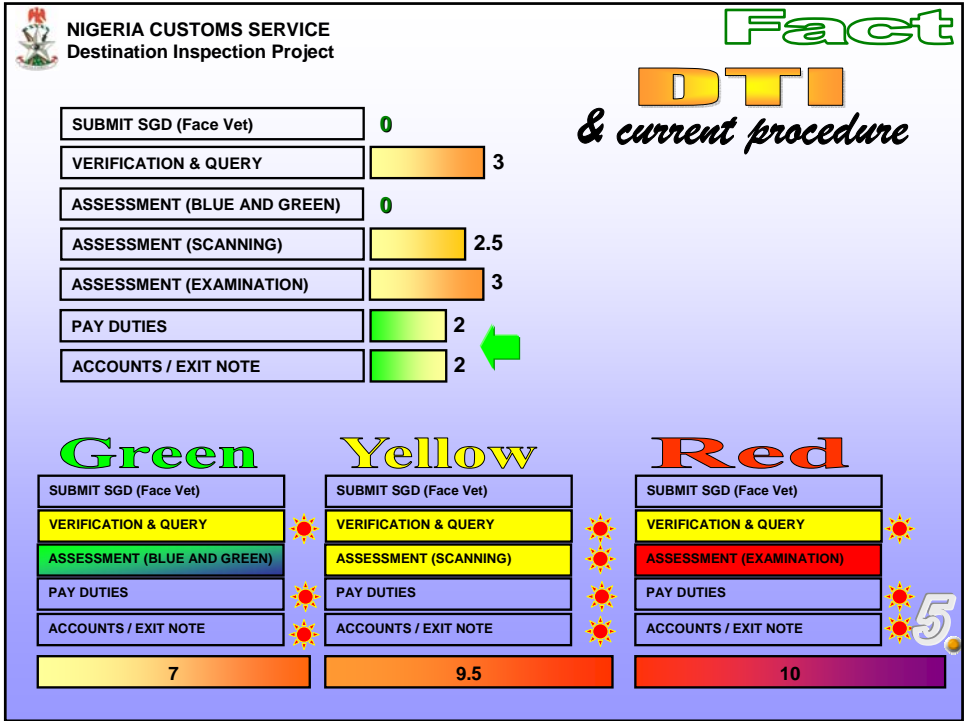 NIGERIA CUSTOMS SERVICE
Destination Inspection Project
Fact
DTI
& current procedure
SUBMIT SGD (Face Vet) 0
VERIFICATION & QUERY 3
ASSESSMENT (BLUE AND GREEN) 0
ASSESSMENT (SCANNING) 2.5
ASSESSMENT (EXAMINATION) 3
PAY DUTIES 2
ACCOUNTS / EXIT NOTE 2
Green
SUBMIT SGD (Face Vet)
VERIFICATION & QUERY
ASSESSMENT (BLUE AND GREEN)
PAY DUTIES
ACCOUNTS / EXIT NOTE
7
Yellow
SUBMIT SGD (Face Vet)
VERIFICATION & QUERY
ASSESSMENT (SCANNING)
PAY DUTIES
ACCOUNTS / EXIT NOTE
9.5
Red
SUBMIT SGD (Face Vet)
VERIFICATION & QUERY
ASSESSMENT (EXAMINATION)
PAY DUTIES
ACCOUNTS / EXIT NOTE
10
5.